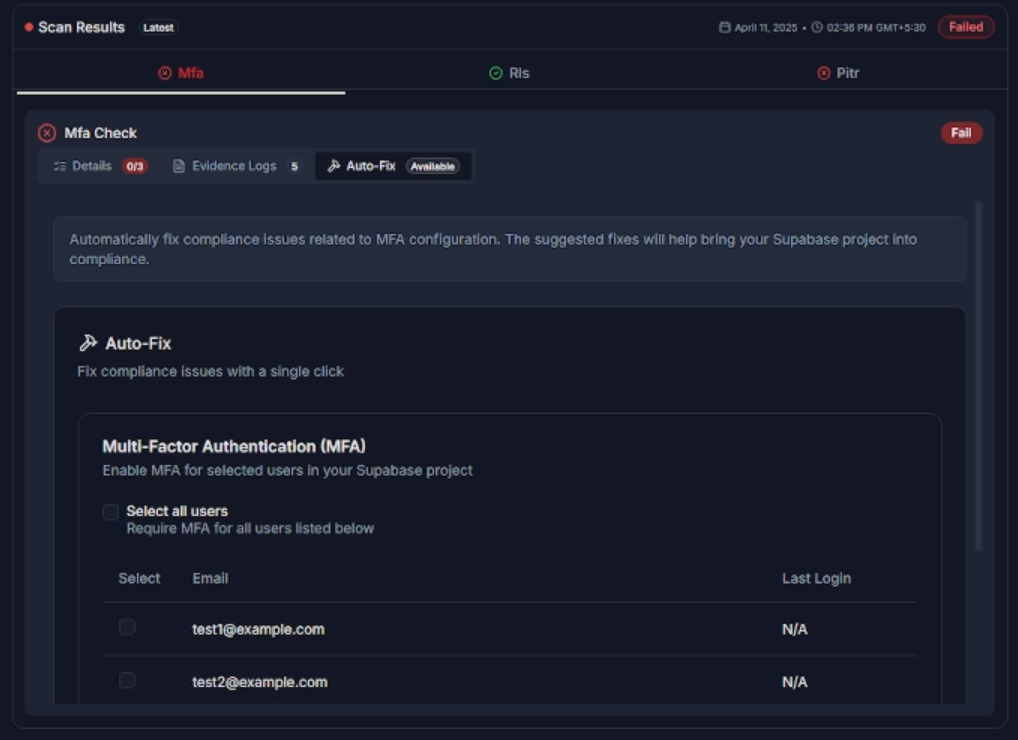 Scan Results Latest April 11, 2025 • 02:36 PM GMT+5:30 Failed
Mfa Rls Pitr
Mfa Check Fail
Details 0/3 Evidence Logs 5 Auto-Fix Available
Automatically fix compliance issues related to MFA configuration. The suggested fixes will help bring your Supabase project into
compliance.
Auto-Fix
Fix compliance issues with a single click
Multi-Factor Authentication (MFA)
Enable MFA for selected users in your Supabase project
Select all users
Require MFA for all users listed below
Select Email Last Login
test1@example.com N/A
test2@example.com N/A